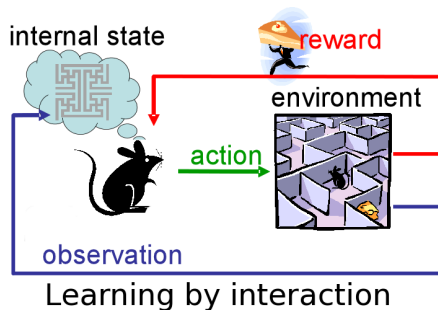 internal state
reward
environment
action
observation
Learning by interaction